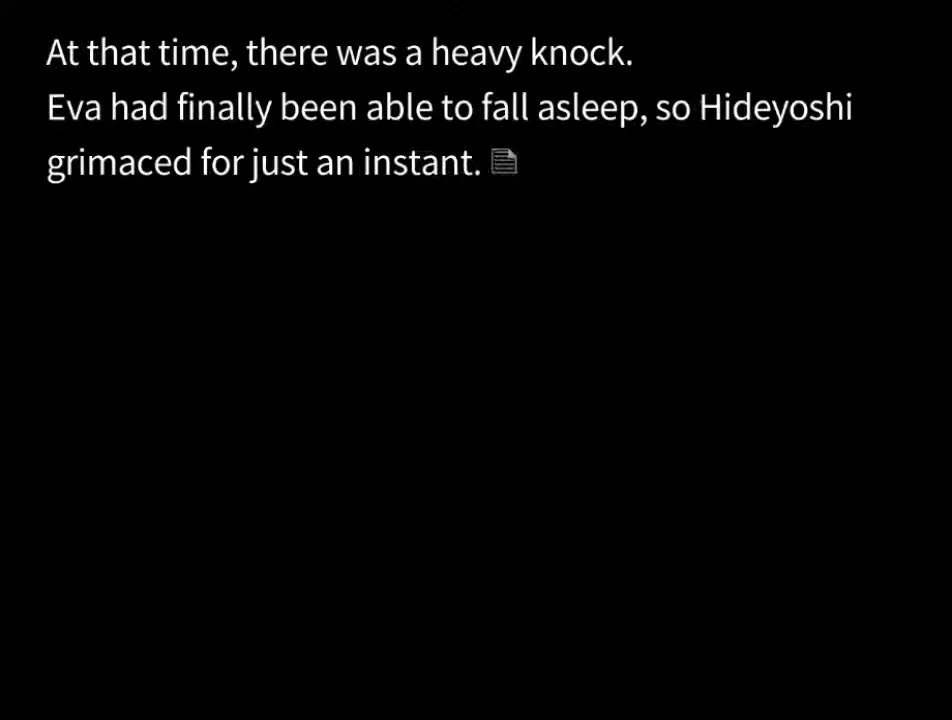 At that time, there was a heavy knock.
Eva had finally been able to fall asleep, so Hideyoshi
grimaced for just an instant.